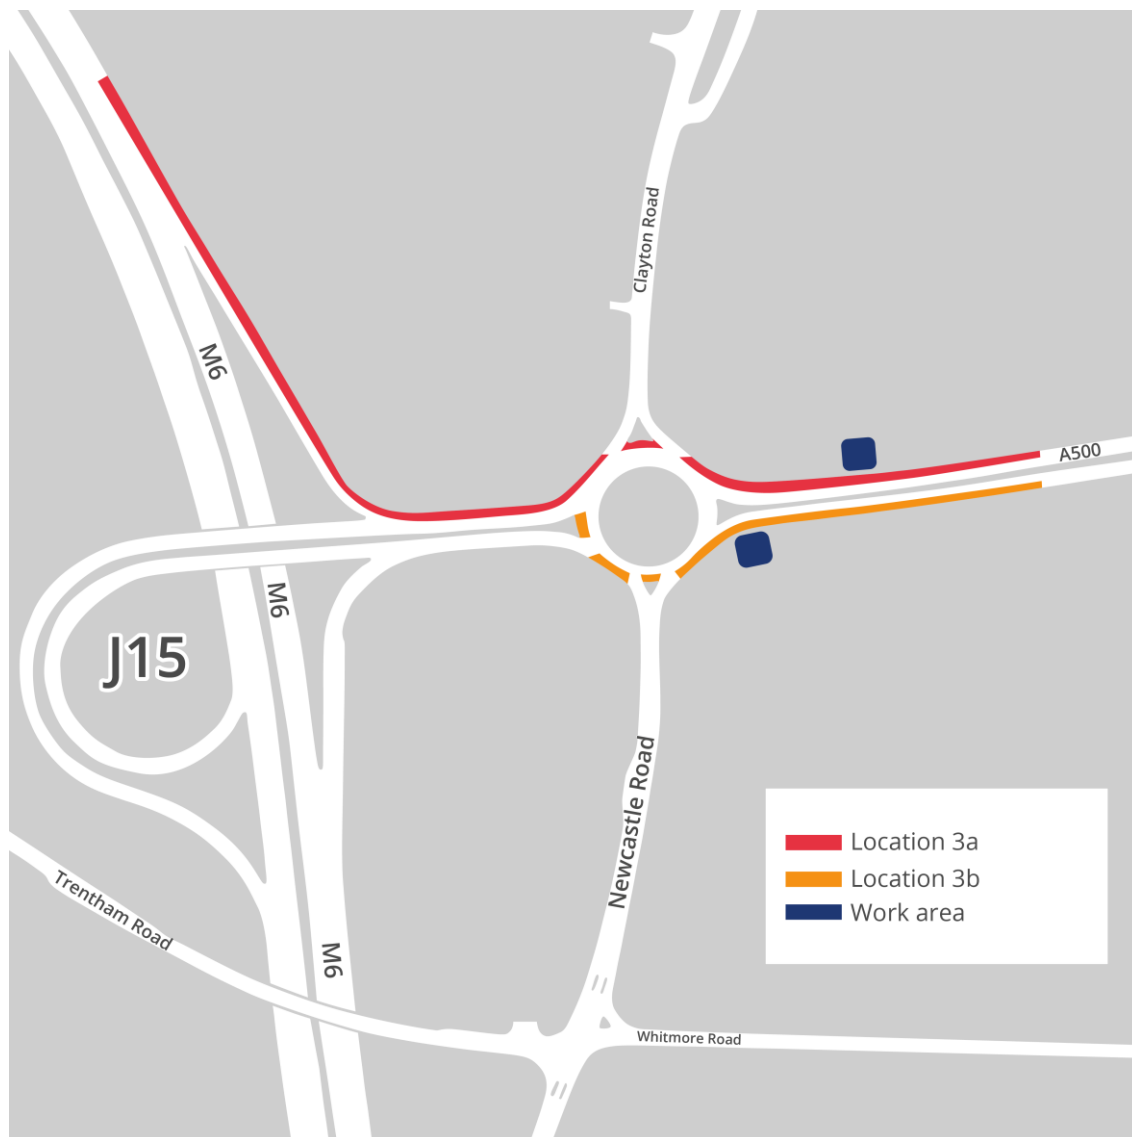 Clayton Road
M6
A500
M6
J15
Newcastle Road
Location 3a
Location 3b
Work area
Trentham Road
M6
Whitmore Road